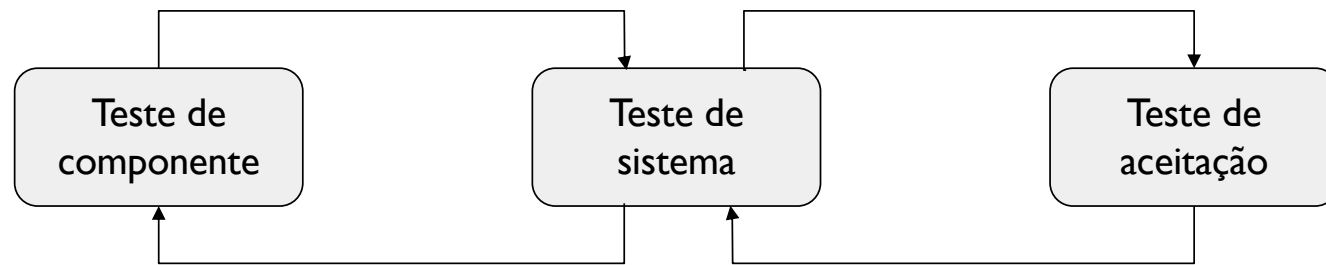 Teste de
componente
Teste de
sistema
Teste de
aceitação